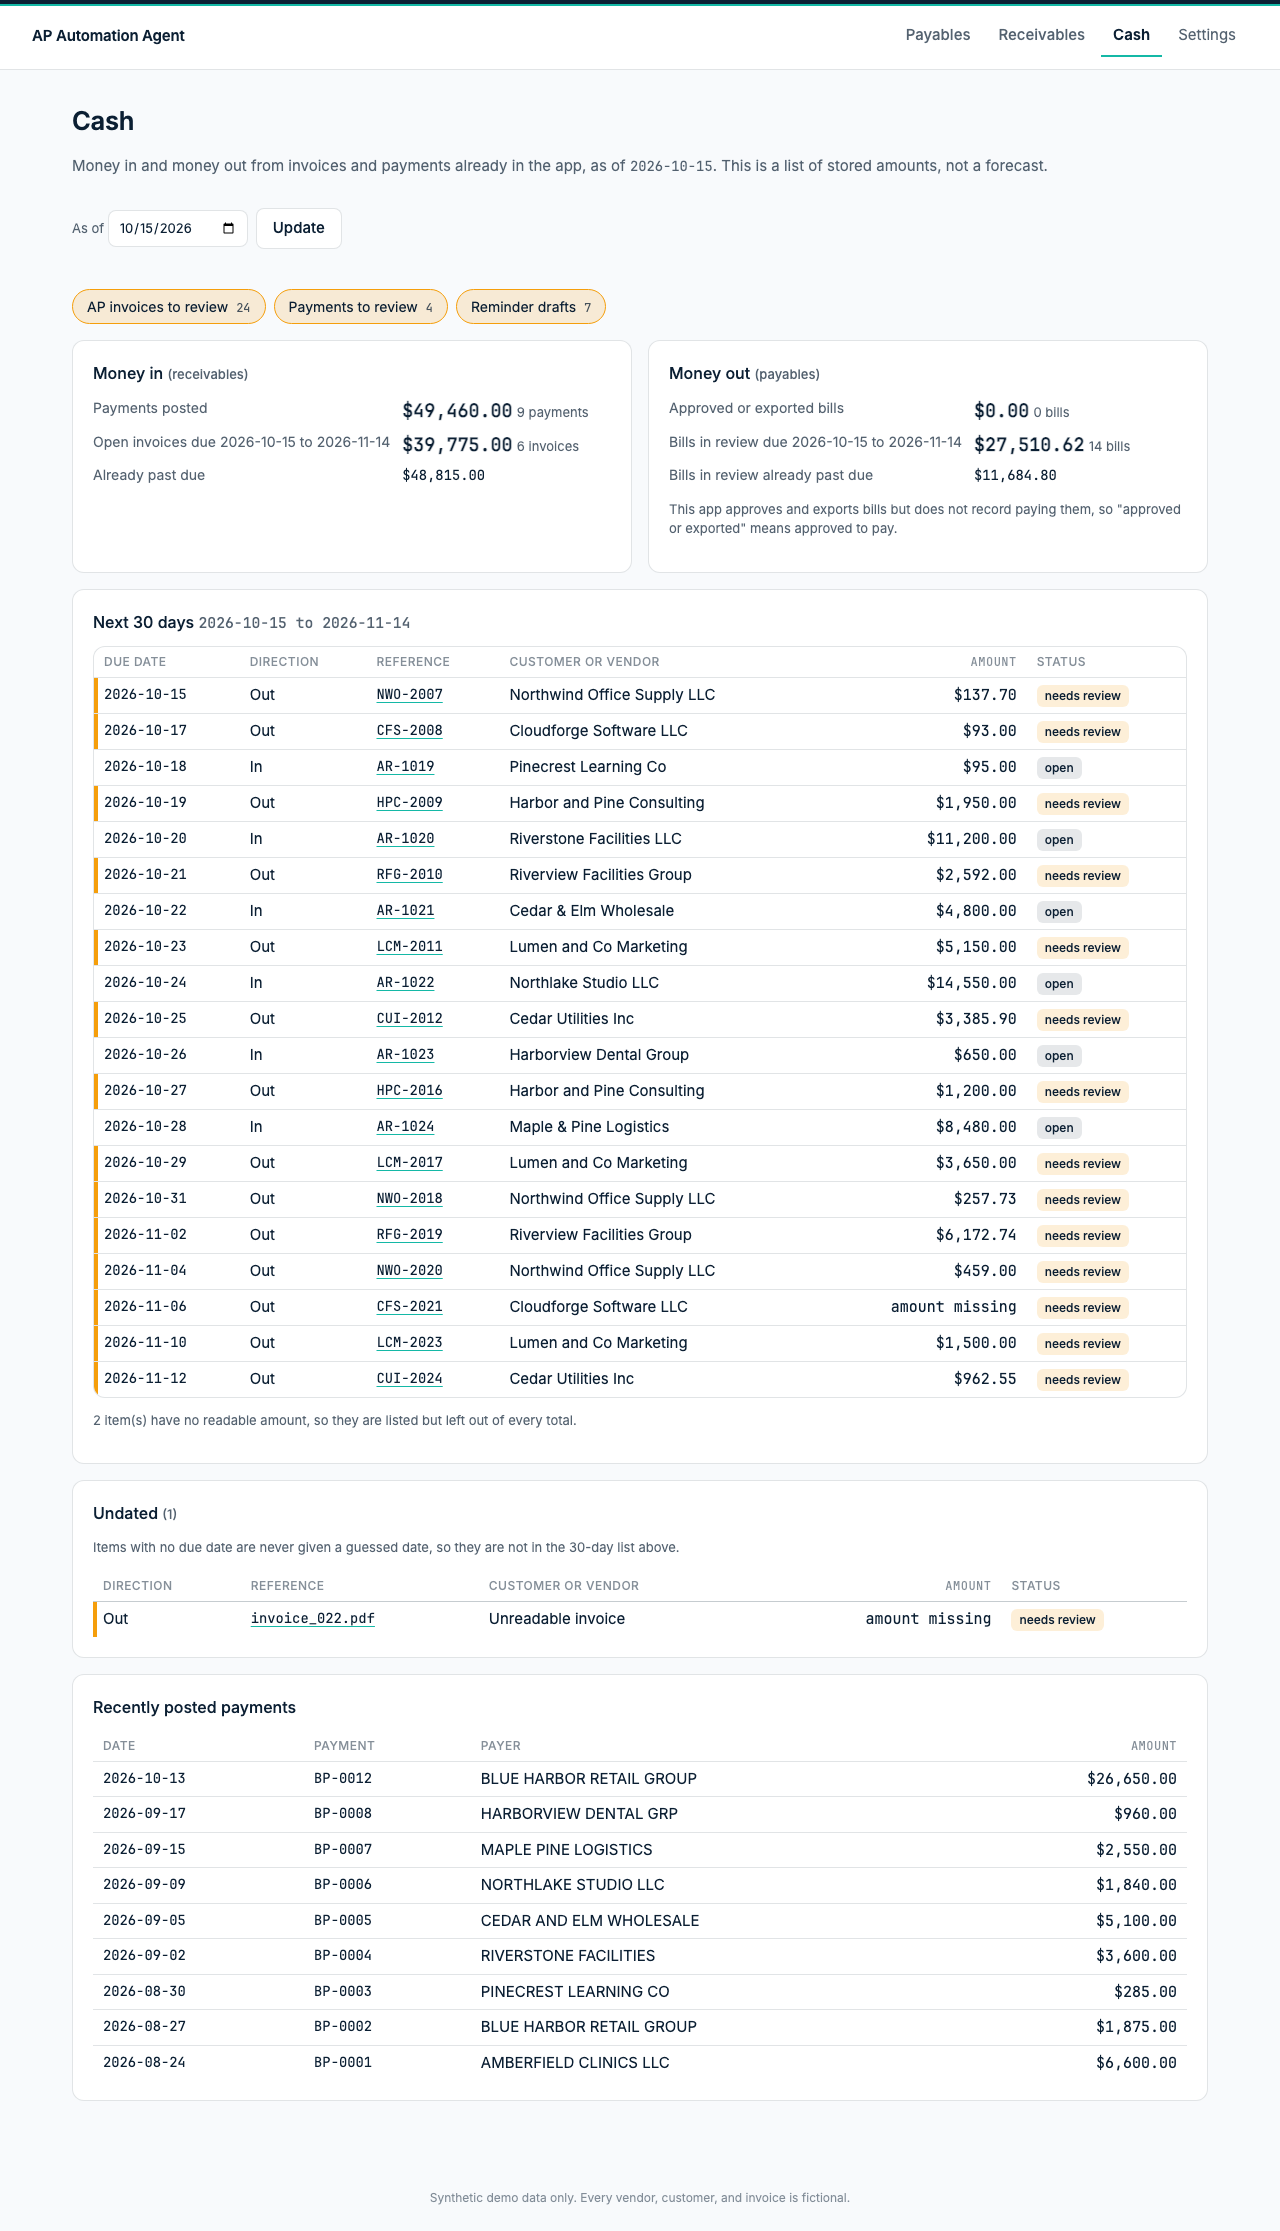 AP Automation Agent
Payables Receivables Cash Settings
Cash
Money in and money out from invoices and payments already in the app, as of 2026-10-15. This is a list of stored amounts, not a forecast.
As of 10/15/2026 Update
AP invoices to review 24 Payments to review 4 Reminder drafts 7
Money in (receivables)
Payments posted $49,460.00 9 payments
Open invoices due 2026-10-15 to 2026-11-14 $39,775.00 6 invoices
Already past due $48,815.00
Money out (payables)
Approved or exported bills $0.00 0 bills
Bills in review due 2026-10-15 to 2026-11-14 $27,510.62 14 bills
Bills in review already past due $11,684.80
This app approves and exports bills but does not record paying them, so "approved
or exported" means approved to pay.
Next 30 days 2026-10-15 to 2026-11-14
DUE DATE DIRECTION REFERENCE CUSTOMER OR VENDOR AMOUNT STATUS
2026-10-15 Out NWO-2007 Northwind Office Supply LLC $137.70 needs review
2026-10-17 Out CFS-2008 Cloudforge Software LLC $93.00 needs review
2026-10-18 In AR-1019 Pinecrest Learning Co $95.00 open
2026-10-19 Out HPC-2009 Harbor and Pine Consulting $1,950.00 needs review
2026-10-20 In AR-1020 Riverstone Facilities LLC $11,200.00 open
2026-10-21 Out RFG-2010 Riverview Facilities Group $2,592.00 needs review
2026-10-22 In AR-1021 Cedar & Elm Wholesale $4,800.00 open
2026-10-23 Out LCM-2011 Lumen and Co Marketing $5,150.00 needs review
2026-10-24 In AR-1022 Northlake Studio LLC $14,550.00 open
2026-10-25 Out CUI-2012 Cedar Utilities Inc $3,385.90 needs review
2026-10-26 In AR-1023 Harborview Dental Group $650.00 open
2026-10-27 Out HPC-2016 Harbor and Pine Consulting $1,200.00 needs review
2026-10-28 In AR-1024 Maple & Pine Logistics $8,480.00 open
2026-10-29 Out LCM-2017 Lumen and Co Marketing $3,650.00 needs review
2026-10-31 Out NWO-2018 Northwind Office Supply LLC $257.73 needs review
2026-11-02 Out RFG-2019 Riverview Facilities Group $6,172.74 needs review
2026-11-04 Out NWO-2020 Northwind Office Supply LLC $459.00 needs review
2026-11-06 Out CFS-2021 Cloudforge Software LLC amount missing needs review
2026-11-10 Out LCM-2023 Lumen and Co Marketing $1,500.00 needs review
2026-11-12 Out CUI-2024 Cedar Utilities Inc $962.55 needs review
2 item(s) have no readable amount, so they are listed but left out of every total.
Undated (1)
Items with no due date are never given a guessed date, so they are not in the 30-day list above.
DIRECTION REFERENCE CUSTOMER OR VENDOR AMOUNT STATUS
Out invoice_022.pdf Unreadable invoice amount missing needs review
Recently posted payments
DATE PAYMENT PAYER AMOUNT
2026-10-13 BP-0012 BLUE HARBOR RETAIL GROUP $26,650.00
2026-09-17 BP-0008 HARBORVIEW DENTAL GRP $960.00
2026-09-15 BP-0007 MAPLE PINE LOGISTICS $2,550.00
2026-09-09 BP-0006 NORTHLAKE STUDIO LLC $1,840.00
2026-09-05 BP-0005 CEDAR AND ELM WHOLESALE $5,100.00
2026-09-02 BP-0004 RIVERSTONE FACILITIES $3,600.00
2026-08-30 BP-0003 PINECREST LEARNING CO $285.00
2026-08-27 BP-0002 BLUE HARBOR RETAIL GROUP $1,875.00
2026-08-24 BP-0001 AMBERFIELD CLINICS LLC $6,600.00
Synthetic demo data only. Every vendor, customer, and invoice is fictional.